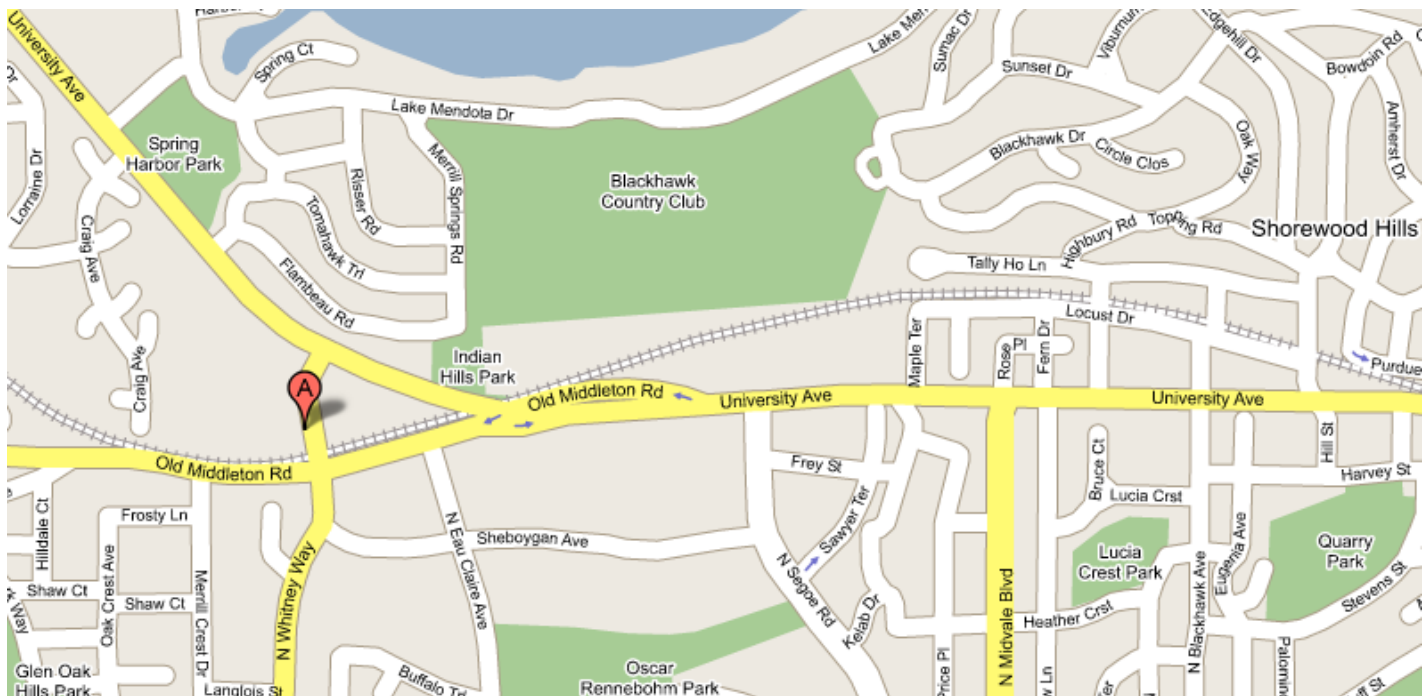 University Ave
Spring Ct
Lake Mendota Dr
Sumac Dr
Viburnum
Edgehill Dr
Sunset Dr
Bowdoin Rd
Amherst Dr
Spring
Harbor Park
Lorraine Dr
Risser Rd
Merrill Springs Rd
Blackhawk
Country Club
Blackhawk Dr
Circle Clos
Oak Way
Craig Ave
Tomahawk Trl
Flambeau Rd
Highbury Rd
Topping Rd
Shorewood Hills
Tally Ho Ln
Locust Dr
Craig Ave
A
Indian
Hills Park
Maple Ter
Rose Pl
Fern Dr
Purdue
Old Middleton Rd
University Ave
University Ave
Old Middleton Rd
Frey St
Bruce Ct
Hill St
Harvey St
Hilldale Ct
Frosty Ln
N Eau Claire Ave
Sheboygan Ave
Sawyer Ter
Lucia Crst
Eugenia Ave
Quarry
Park
Lucia
Crest Park
Shaw Ct
Shaw Ct
Oak Crest Ave
Merrill Crest Dr
N Whitney Way
N Segoe Rd
Kelab Dr
N Midvale Blvd
Heather Crst
N Blackhawk Ave
Stevens St
Way
Glen Oak
Hills Park
Langlois St
Buffalo Trl
Oscar
Rennebohm Park
Price Pl
Ln